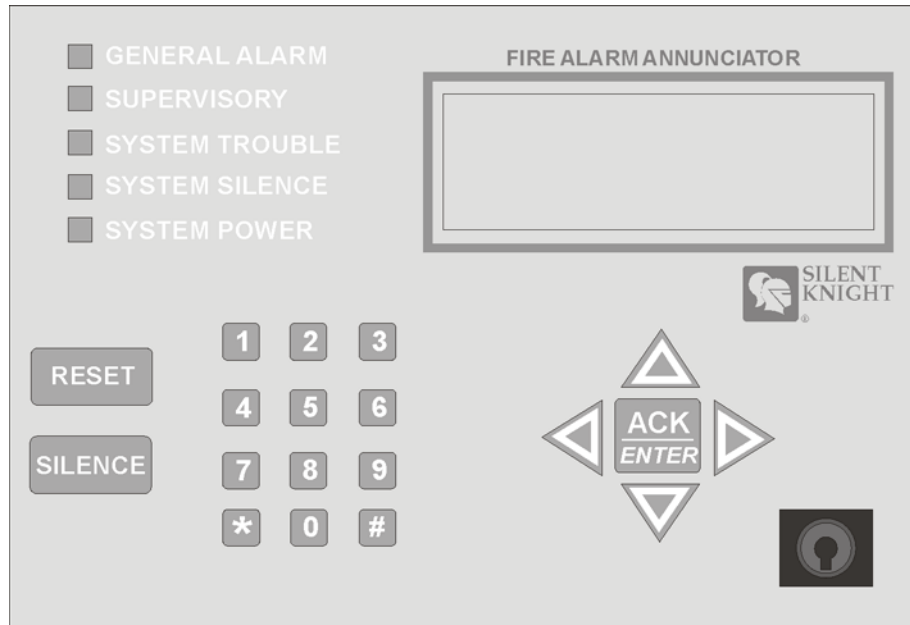 GENERAL ALARM
SUPERVISORY
SYSTEM TROUBLE
SYSTEM SILENCE
SYSTEM POWER
FIRE ALARM ANNUNCIATOR
SILENT
KNIGHT
®
RESET
SILENCE
1 2 3
4 5 6
7 8 9
* 0 #
ACK
ENTER